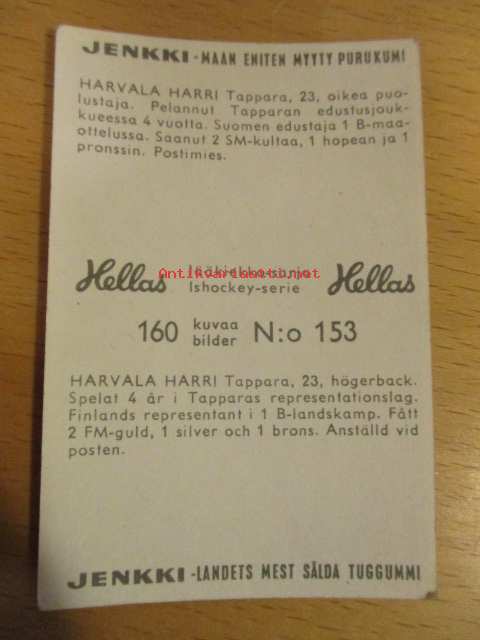 JENKKI -MAAN ENITEN MYYTY PURUKUMI
HARVALA HARRI Tappara, 23, oikea puo-
lustaja. Pelannut Tapparan edustusjouk-
kueessa 4 vuotta. Suomen edustaja 1 B-maa-
ottelussa. Saanut 2 SM-kultaa, 1 hopean ja 1
pronssin. Postimies.
Hellas Jääkiekko-sarja Hellas
Ishockey-serie
Antikvariaatti.net
160 kuvaa N:o 153
bilder
HARVALA HARRI Tappara, 23, högerback.
Spelat 4 år i Tapparas representationslag.
Finlands representant i 1 B-landskamp. Fått
2 FM-guld, 1 silver och 1 brons. Anställd vid
posten.
JENKKI -LANDETS MEST SÅLDA TUGGUMMI